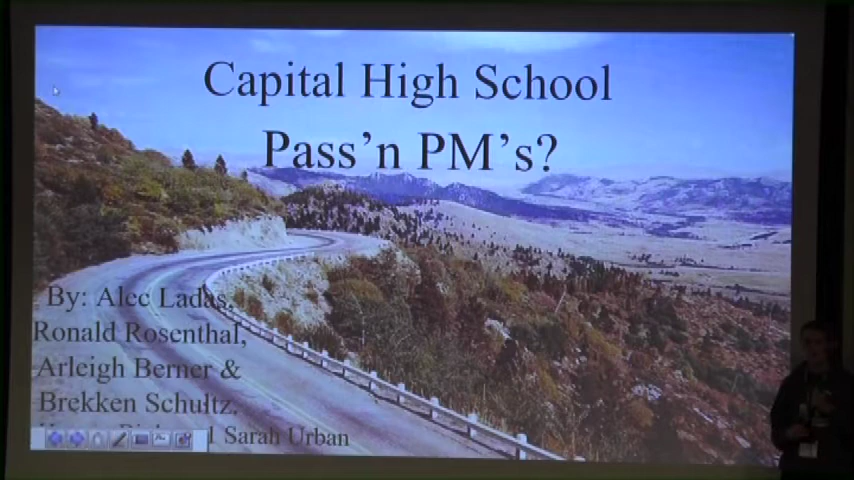 Capital High School
Pass'n PM's?
By: Alec Ladas,
Ronald Rosenthal,
Arleigh Berner &
Brekken Schultz,
Sarah Urban